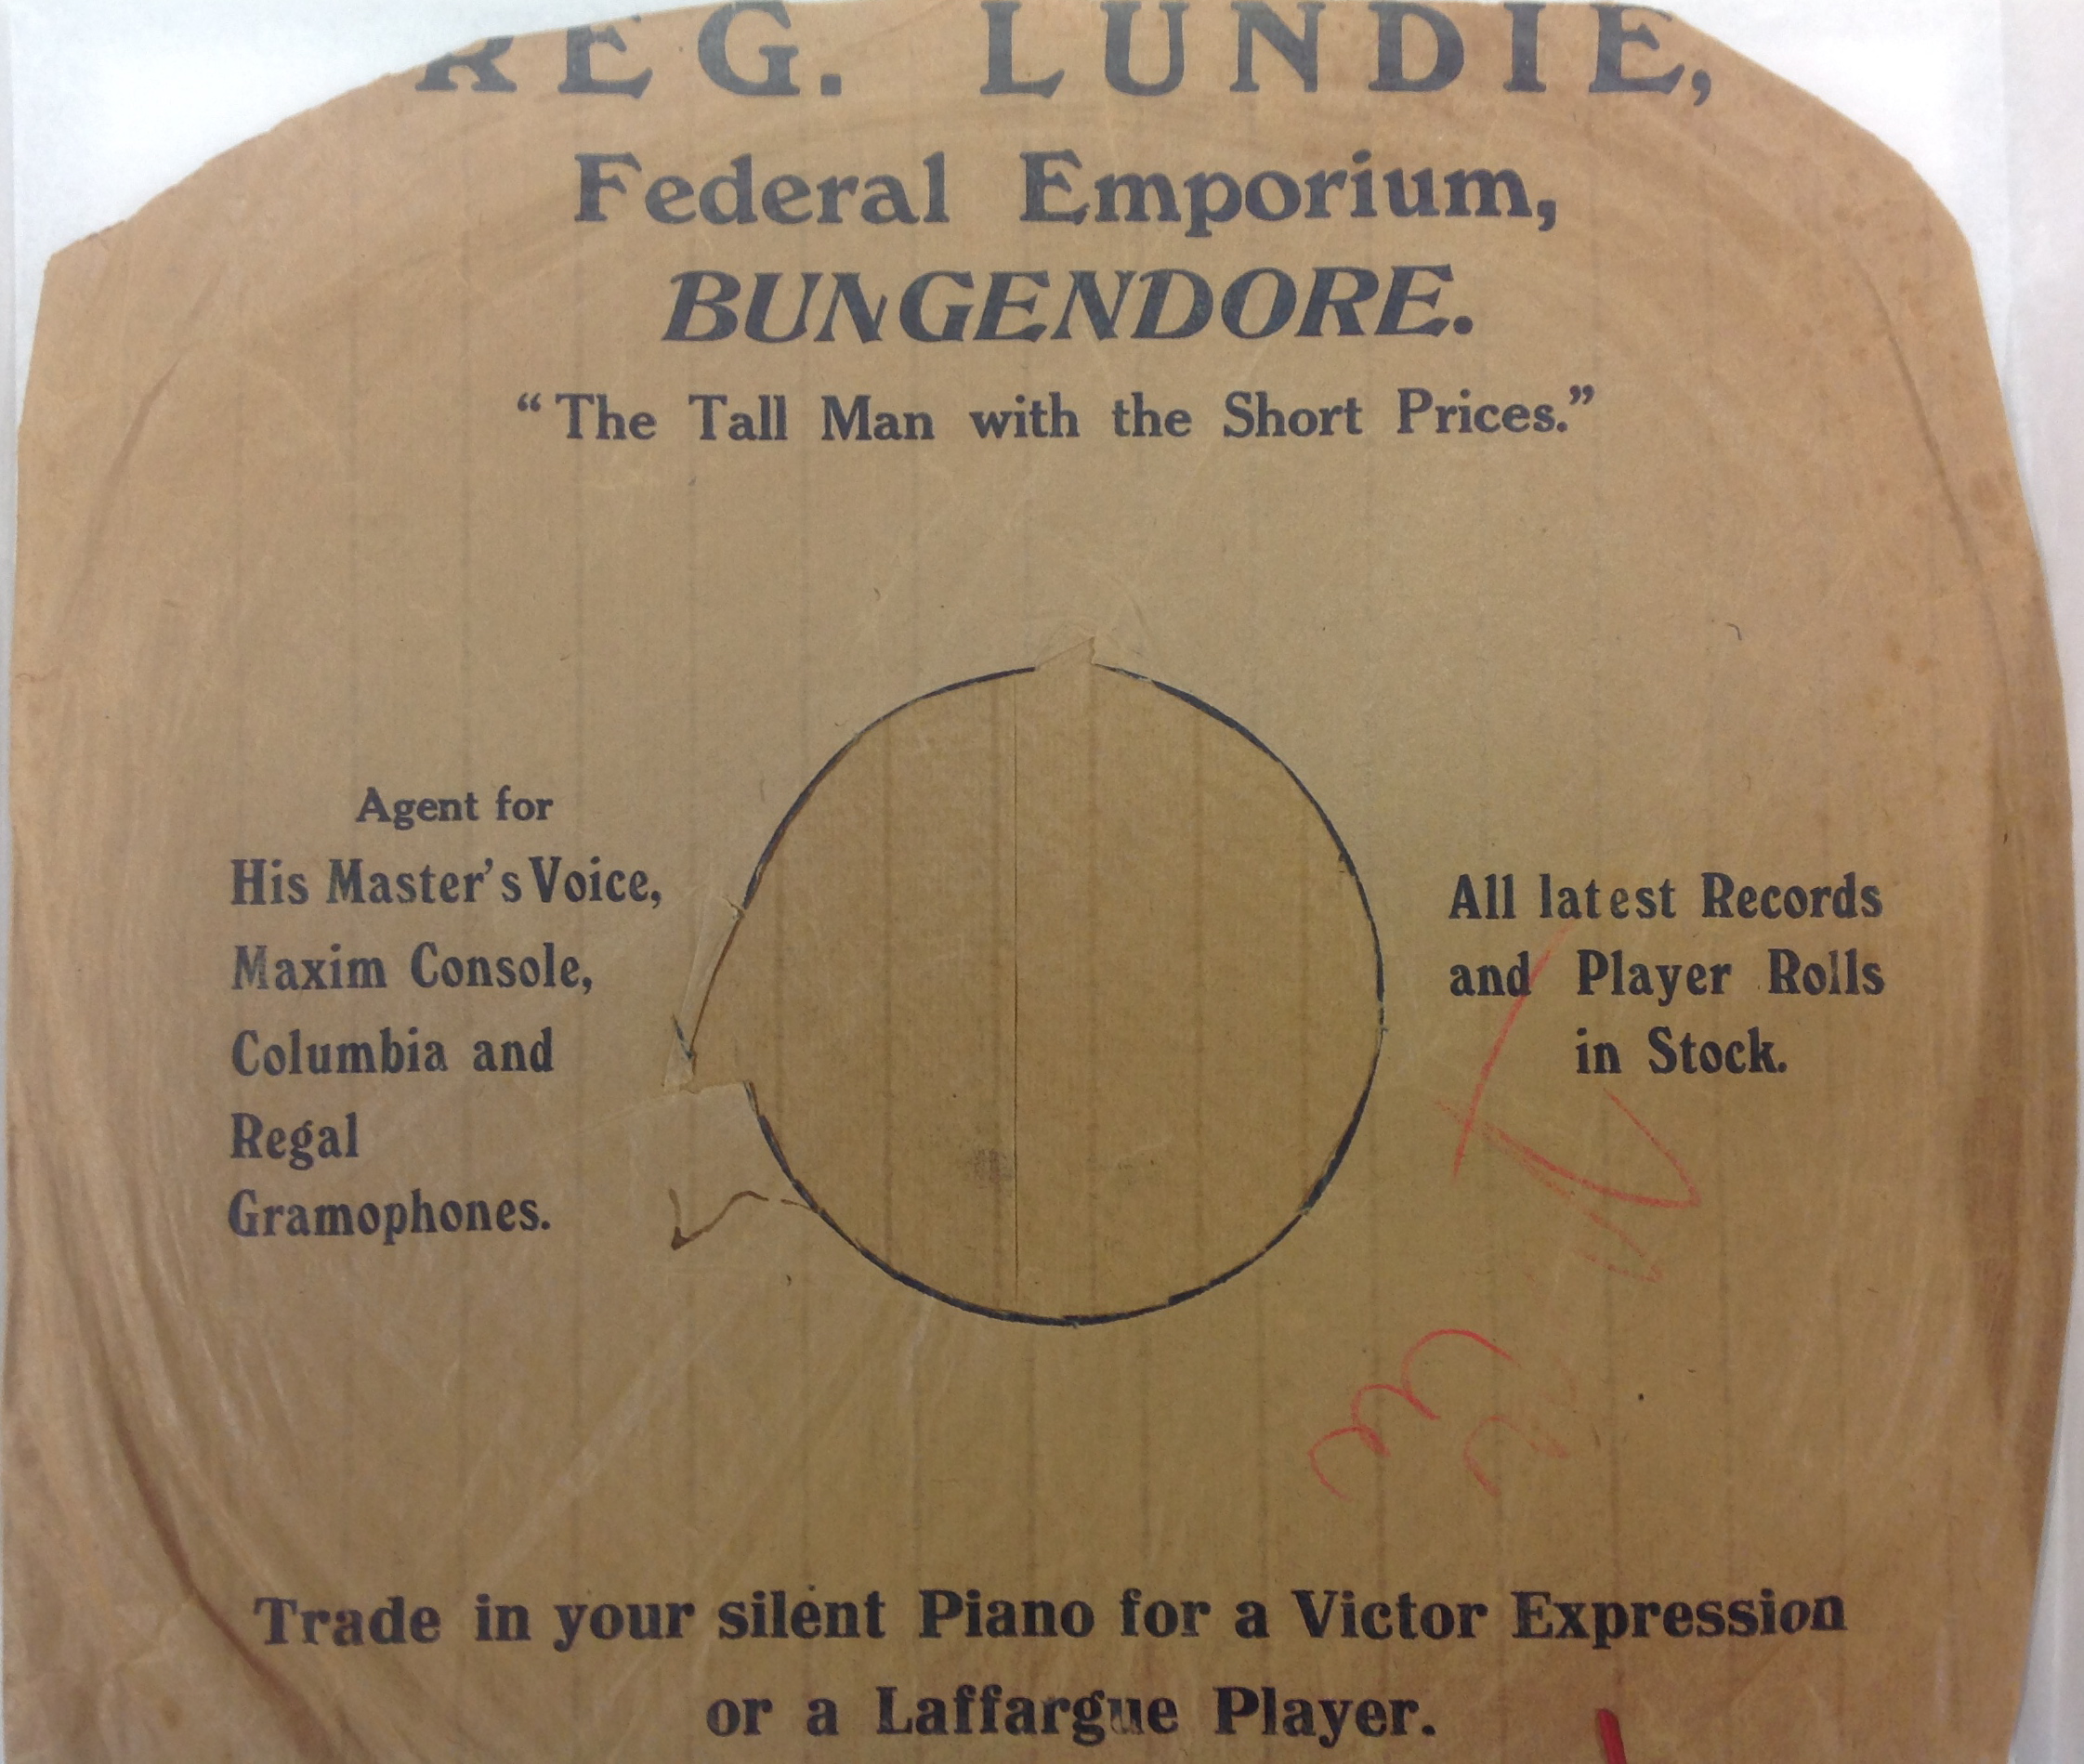 REG. LUNDIE,
Federal Emporium,
BUNGENDORE.
“The Tall Man with the Short Prices.”
Agent for
His Master's Voice,
Maxim Console,
Columbia and
Regal
Gramophones.
All latest Records
and Player Rolls
in Stock.
Trade in your silent Piano for a Victor Expression
or a Laffargue Player.